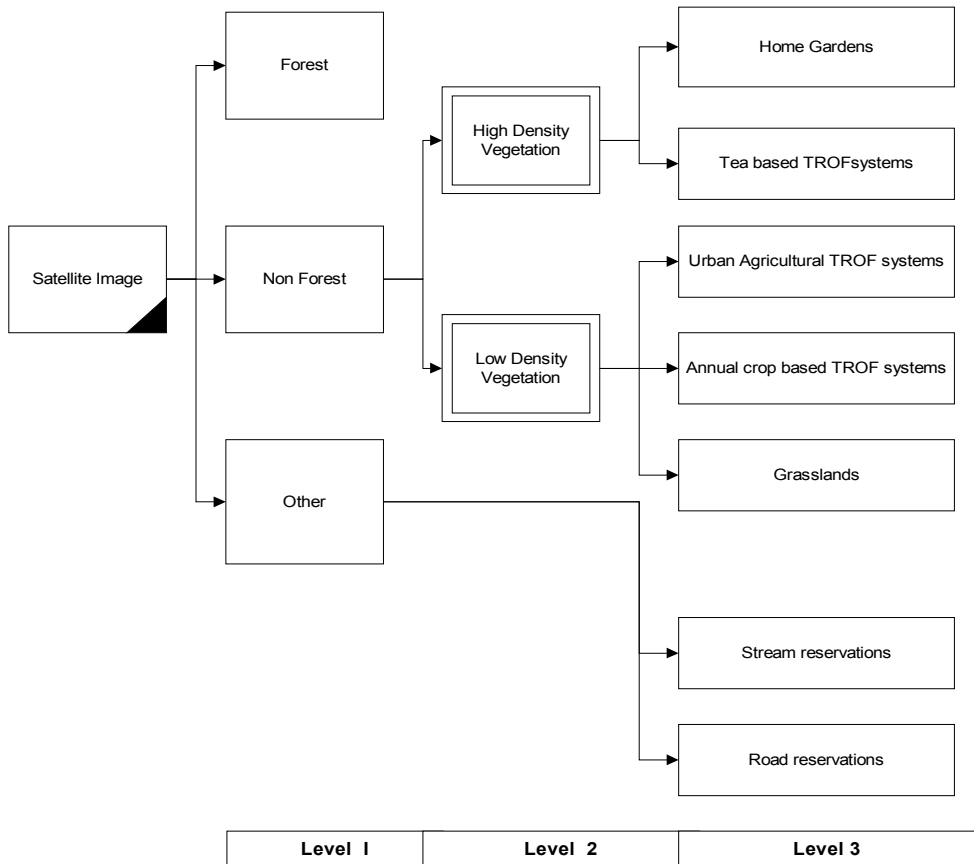 Home Gardens
Forest
High Density
Vegetation
Tea based TROFsystems
Satellite Image
Non Forest
Urban Agricultural TROF systems
Low Density
Vegetation
Annual crop based TROF systems
Grasslands
Other
Stream reservations
Road reservations
Level I
Level 2
Level 3